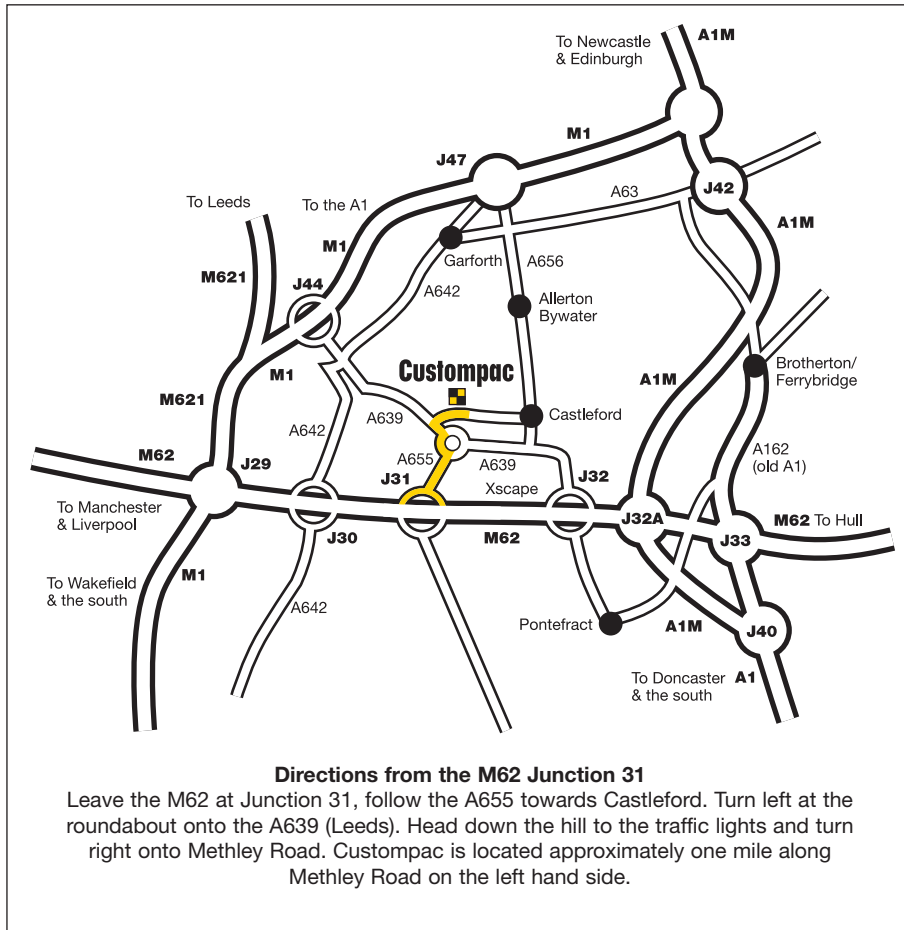 To Newcastle
& Edinburgh
A1M
M1
J47
A63
J42
To Leeds
To the A1
M1
A1M
Garforth
A656
M621
J44
A642
Allerton
Bywater
M1
Custompac
A1M
Brotherton/
Ferrybridge
M621
A639
Castleford
A642
A162
(old A1)
M62
J29
A655
A639
J31
J32
Xscape
To Manchester
& Liverpool
J32A
J33
M62 To Hull
J30
M62
M1
To Wakefield
& the south
A642
Pontefract
A1M
J40
To Doncaster
& the south
A1
Directions from the M62 Junction 31
Leave the M62 at Junction 31, follow the A655 towards Castleford. Turn left at the
roundabout onto the A639 (Leeds). Head down the hill to the traffic lights and turn
right onto Methley Road. Custompac is located approximately one mile along
Methley Road on the left hand side.